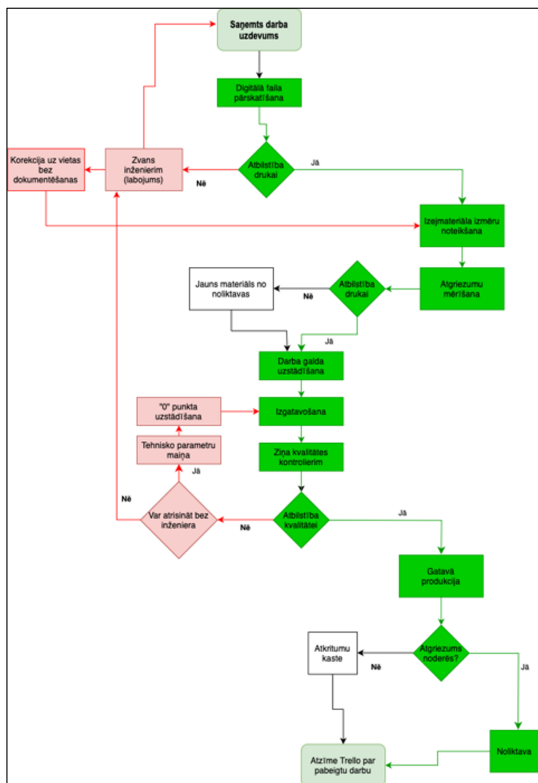 Saņemts darba
uzdevums
Digitālā faila
pārskatīšana
Atbilstība
drukai
Jā
Nē
Zvans
inženierim
(labojums)
Korekcija uz vietas
bez
dokumentēšanas
Izejmateriāla izmēru
noteikšana
Atgriezumu
mērīšana
Atbilstība
drukai
Nē
Jauns materiāls no
noliktavas
Jā
Darba galda
uzstādīšana
"0" punkta
uzstādīšana
Izgatavošana
Tehnisko parametru
maiņa
Ziņa kvalitātes
kontrolierim
Jā
Nē
Var atrisināt bez
inženiera
Nē
Atbilstība
kvalitātei
Jā
Gatavā
produkcija
Atkritumu
kaste
Nē
Atgriezums
noderēs?
Jā
Noliktava
Atzīme Trello par
pabeigtu darbu